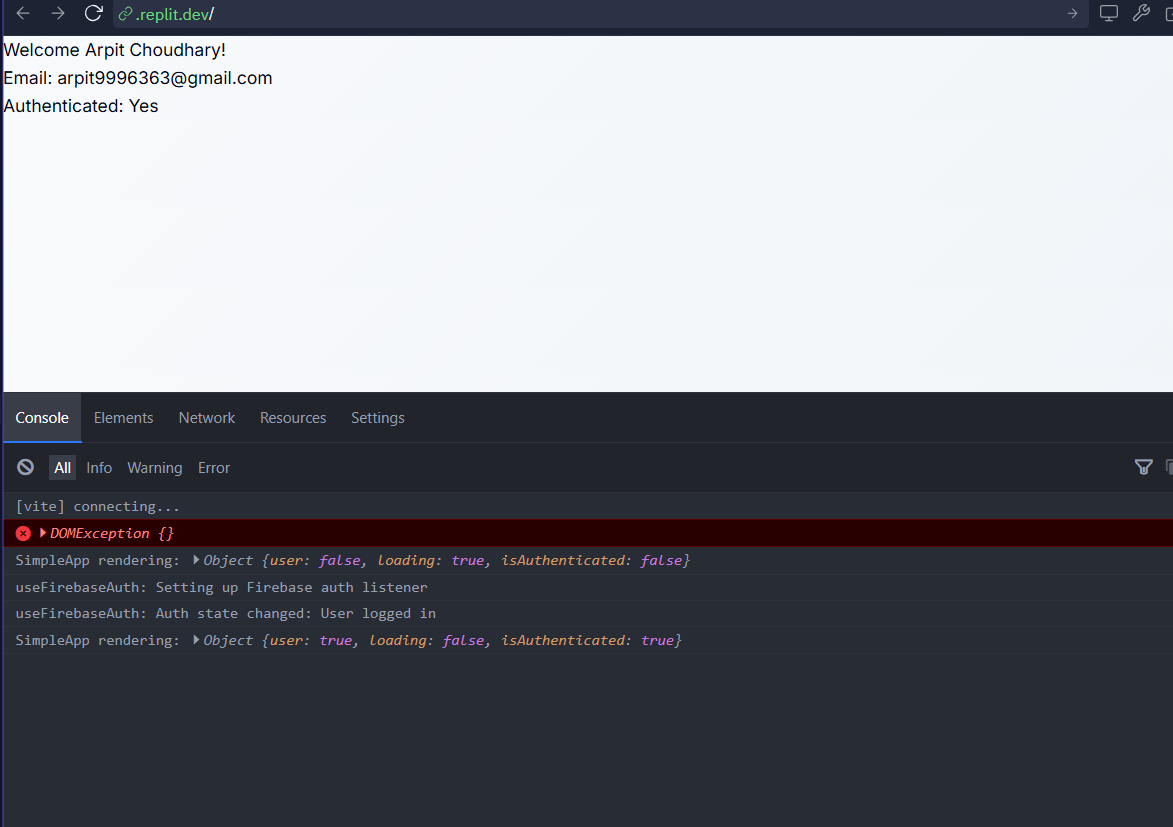 .replit.dev/
Welcome Arpit Choudhary!
Email: arpit9996363@gmail.com
Authenticated: Yes
Console Elements Network Resources Settings
All Info Warning Error
[vite] connecting...
DOMException {}
SimpleApp rendering: Object {user: false, loading: true, isAuthenticated: false}
useFirebaseAuth: Setting up Firebase auth listener
useFirebaseAuth: Auth state changed: User logged in
SimpleApp rendering: Object {user: true, loading: false, isAuthenticated: true}